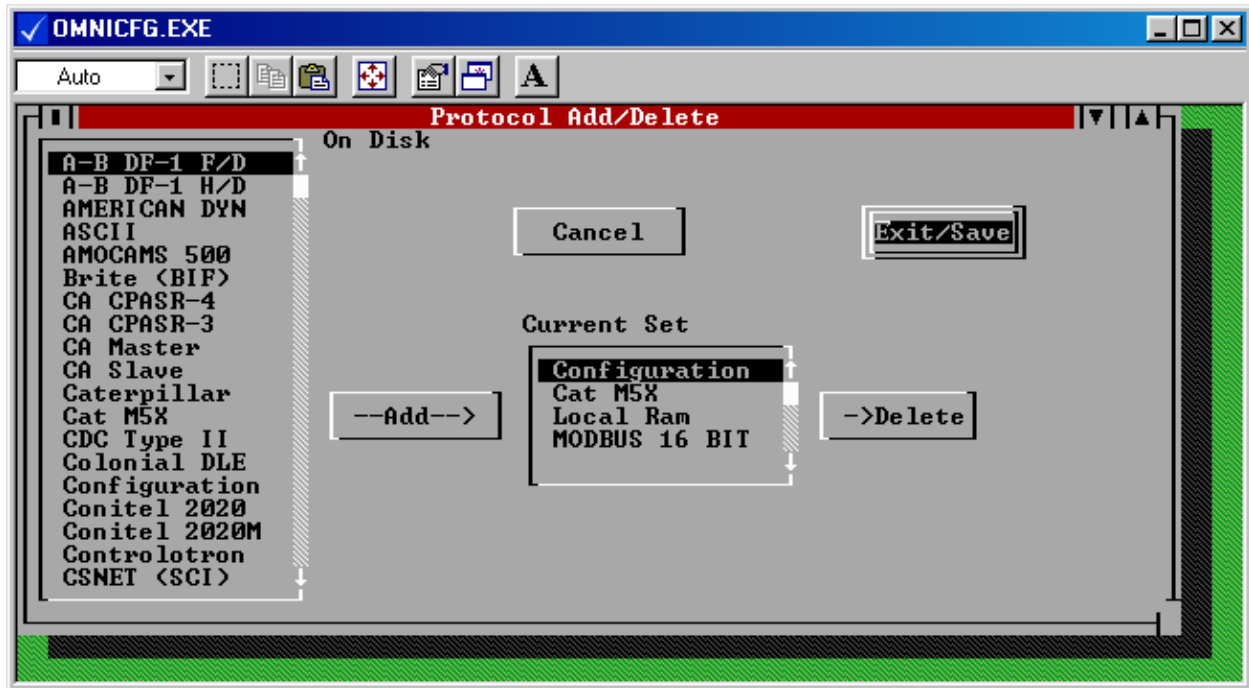 OMNICFG.EXE
Auto
A
Protocol Add/Delete
On Disk
A-B DF-1 F/D
A-B DF-1 H/D
AMERICAN DYN
ASCII
AMOCAMS 500
Brite (BIF)
CA CPASR-4
CA CPASR-3
CA Master
CA Slave
Caterpillar
Cat M5X
CDC Type II
Colonial DLE
Configuration
Conitel 2020
Conitel 2020M
Controlotron
CSNET (SCI)
Cancel
Exit/Save
Current Set
Configuration
Cat M5X
Local Ram
MODBUS 16 BIT
--Add-->
->Delete